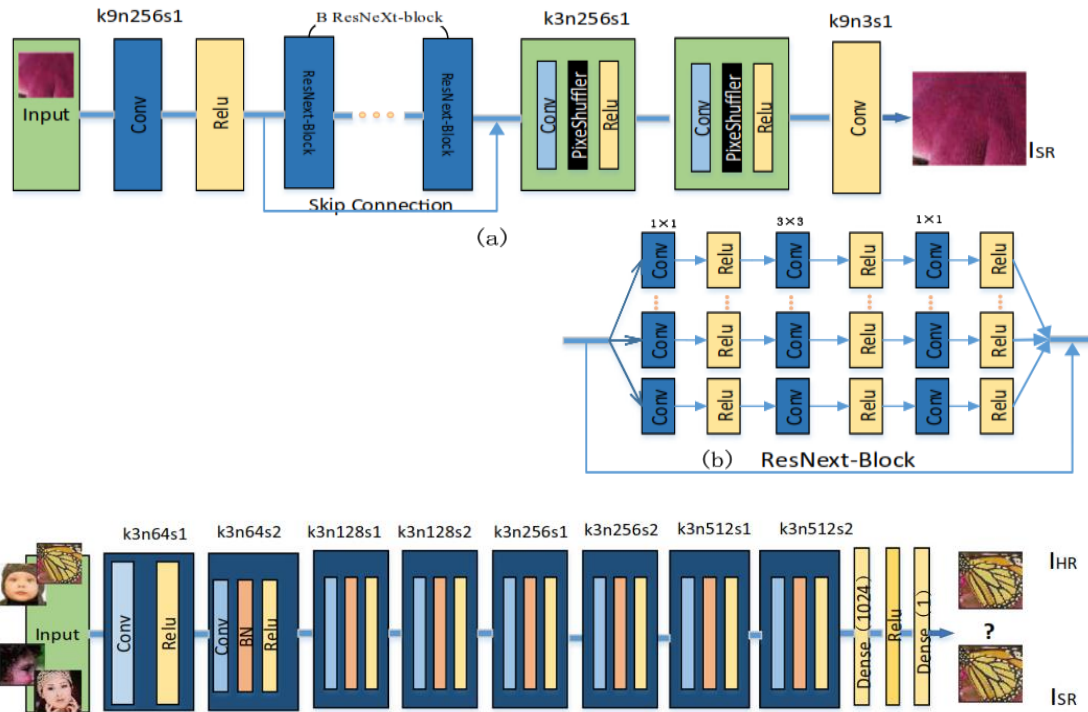 k9n256s1
B ResNeXt-block
k3n256s1
k9n3s1
Input
Conv
Relu
ResNext-Block
ResNext-Block
Conv
PixeShuffler
Relu
Conv
PixeShuffler
Relu
Conv
ISR
Skip Connection
(a)
1×1
3×3
1×1
Conv
Relu
Conv
Relu
Conv
Relu
Conv
Relu
Conv
Relu
Conv
Relu
Conv
Relu
Conv
Relu
Conv
Relu
(b) ResNext-Block
k3n64s1
k3n64s2
k3n128s1
k3n128s2
k3n256s1
k3n256s2
k3n512s1
k3n512s2
Input
Conv
Relu
Conv
BN
Relu
Dense（1024）
Relu
Dense（1）
IHR
?
ISR